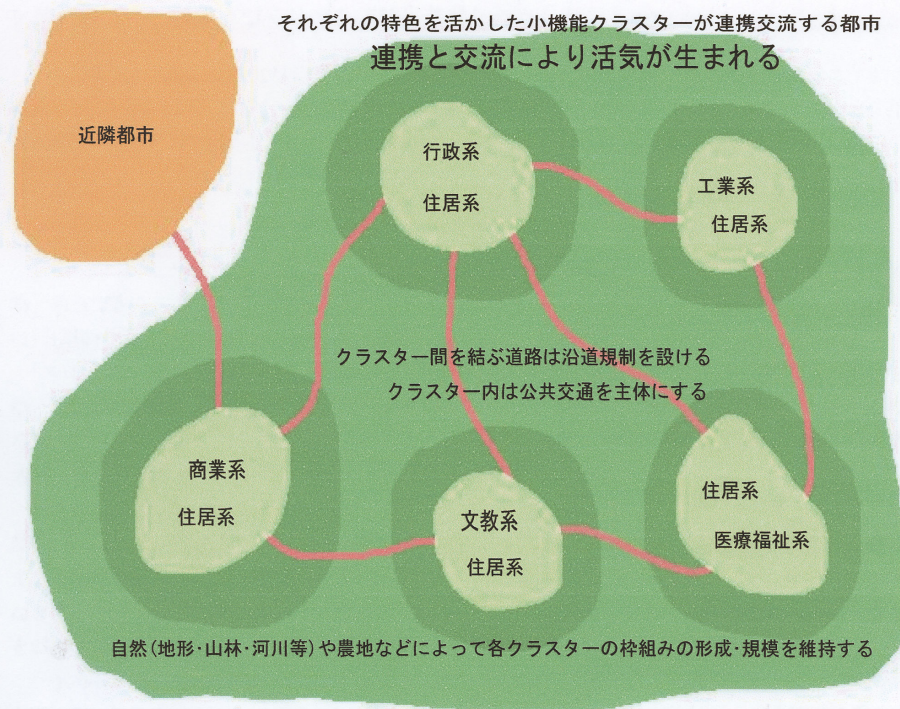 それぞれの特色を活かした小機能クラスターが連携交流する都市
連携と交流により活気が生まれる
近隣都市
行政系
住居系
工業系
住居系
クラスター間を結ぶ道路は沿道規制を設ける
クラスター内は公共交通を主体にする
商業系
住居系
文教系
住居系
住居系
医療福祉系
自然(地形・山林・河川等)や農地などによって各クラスターの枠組みの形成・規模を維持する